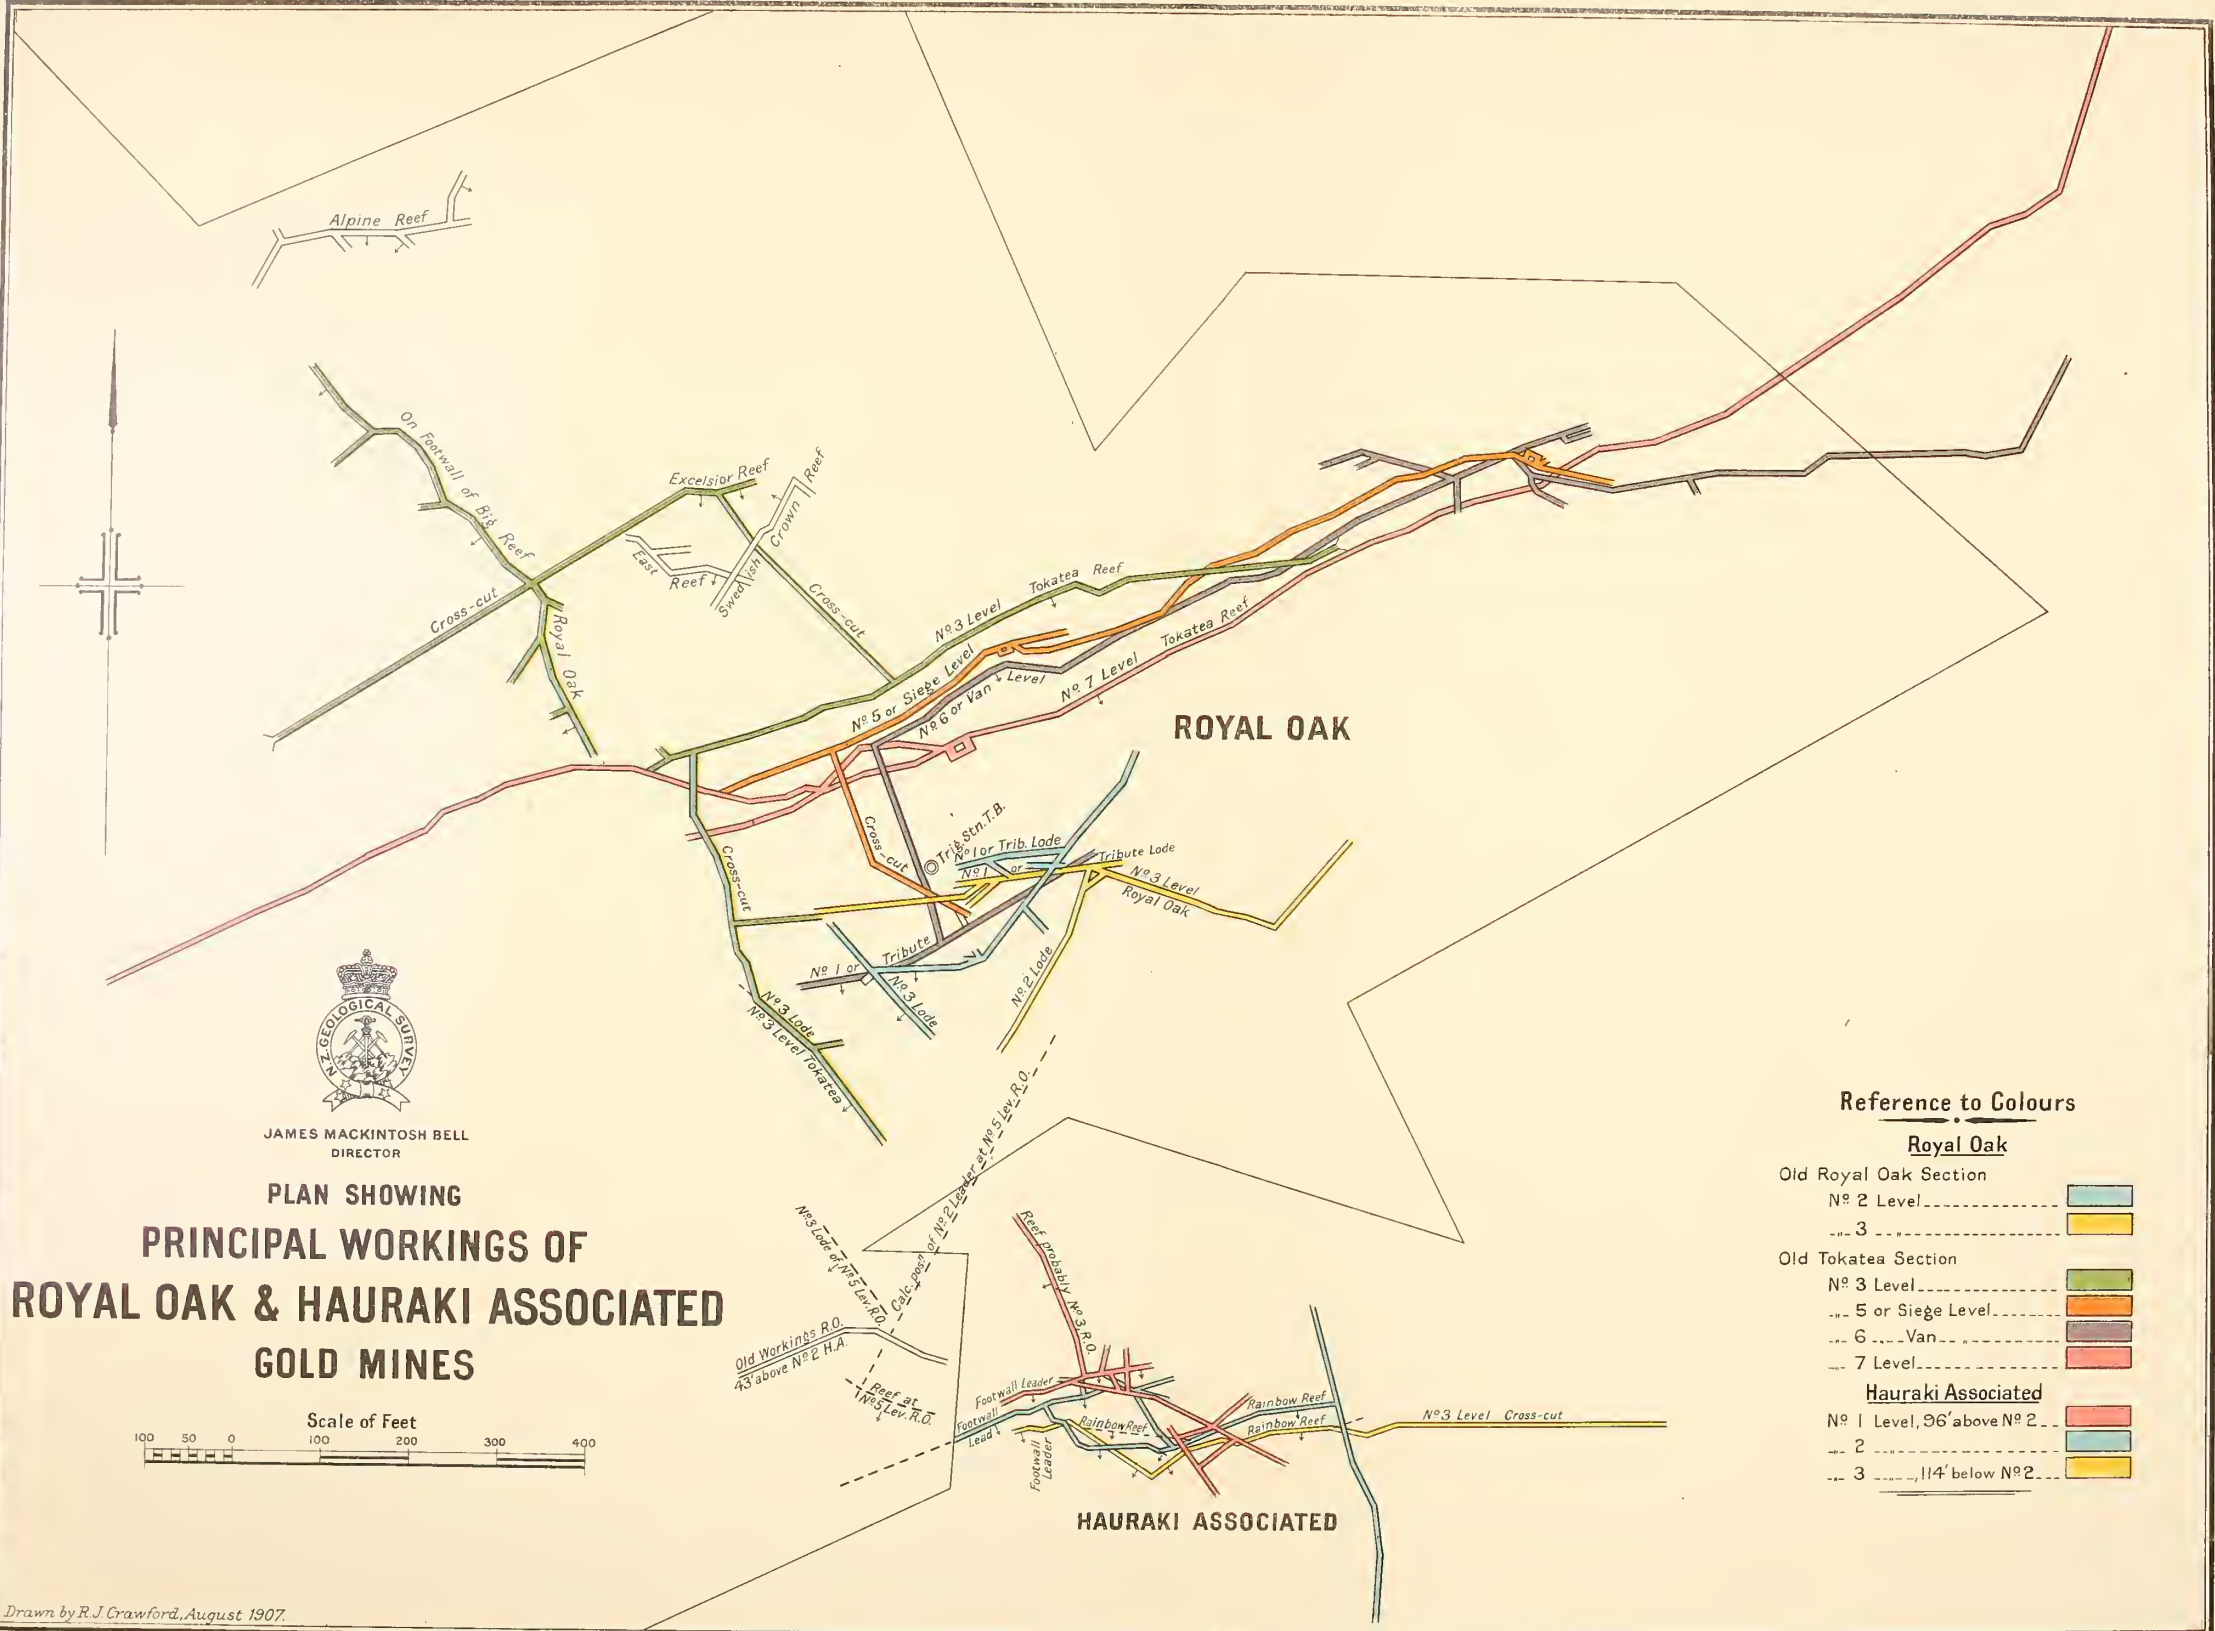 Alpine Reef
On Footwall of Big Reef
Royal Oak
Cross-cut
Excelsior Reef
East Reef
Swedish Crown Reef
Cross-cut
Nº 3 Level Tokatea Reef
Nº 5 or Siege Level
Nº 6 or Van Level
Nº 7 Level Tokatea Reef
ROYAL OAK
Cross-cut
Cross-cut
Trig. Stn. T.B.
Nº 1 or Trib. Lode
Nº 1 or Tribute Lode
Nº 3 Level
Royal Oak
Nº 1 or Tribute
Nº 3 Lode
Nº 2 Lode
Nº 3 Lode
Nº 3 Level Tokatea
N.Z. GEOLOGICAL SURVEY
JAMES MACKINTOSH BELL
DIRECTOR
PLAN SHOWING
PRINCIPAL WORKINGS OF
ROYAL OAK & HAURAKI ASSOCIATED
GOLD MINES
Scale of Feet
100 50 0 100 200 300 400
Calc. posn of Nº 2 Leader at Nº 5 Lev. R.O.
Nº 3 Lode of Nº 5 Lev. R.O.
Old Workings R.O.
43' above Nº 2 H.A.
Reef at
Nº 5 Lev. R.O.
Reef probably Nº 3 R.O.
Footwall Leader
Footwall
Lead
Footwall
Leader
Rainbow Reef
Rainbow Reef
Rainbow Reef
Nº 3 Level Cross-cut
HAURAKI ASSOCIATED
Reference to Colours
Royal Oak
Old Royal Oak Section
Nº 2 Level
„ 3 „
Old Tokatea Section
Nº 3 Level
„ 5 or Siege Level
„ 6 „ Van „
„ 7 Level
Hauraki Associated
Nº 1 Level, 96' above Nº 2
„ 2 „
„ 3 „, 114' below Nº 2
Drawn by R. J. Crawford, August 1907.